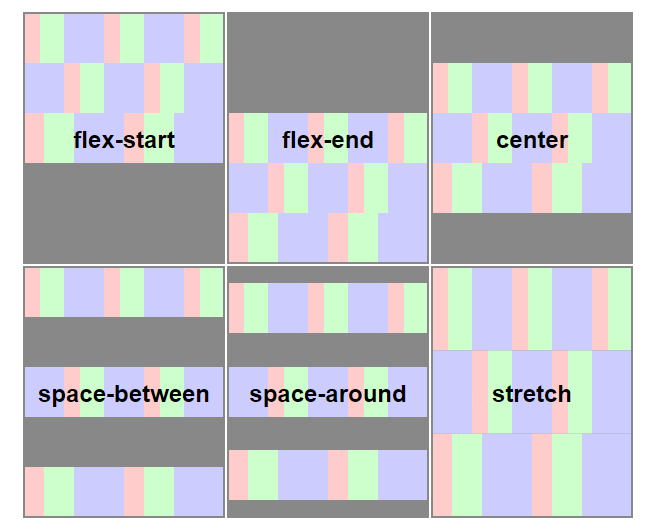 flex-start
flex-end
center
space-between
space-around
stretch